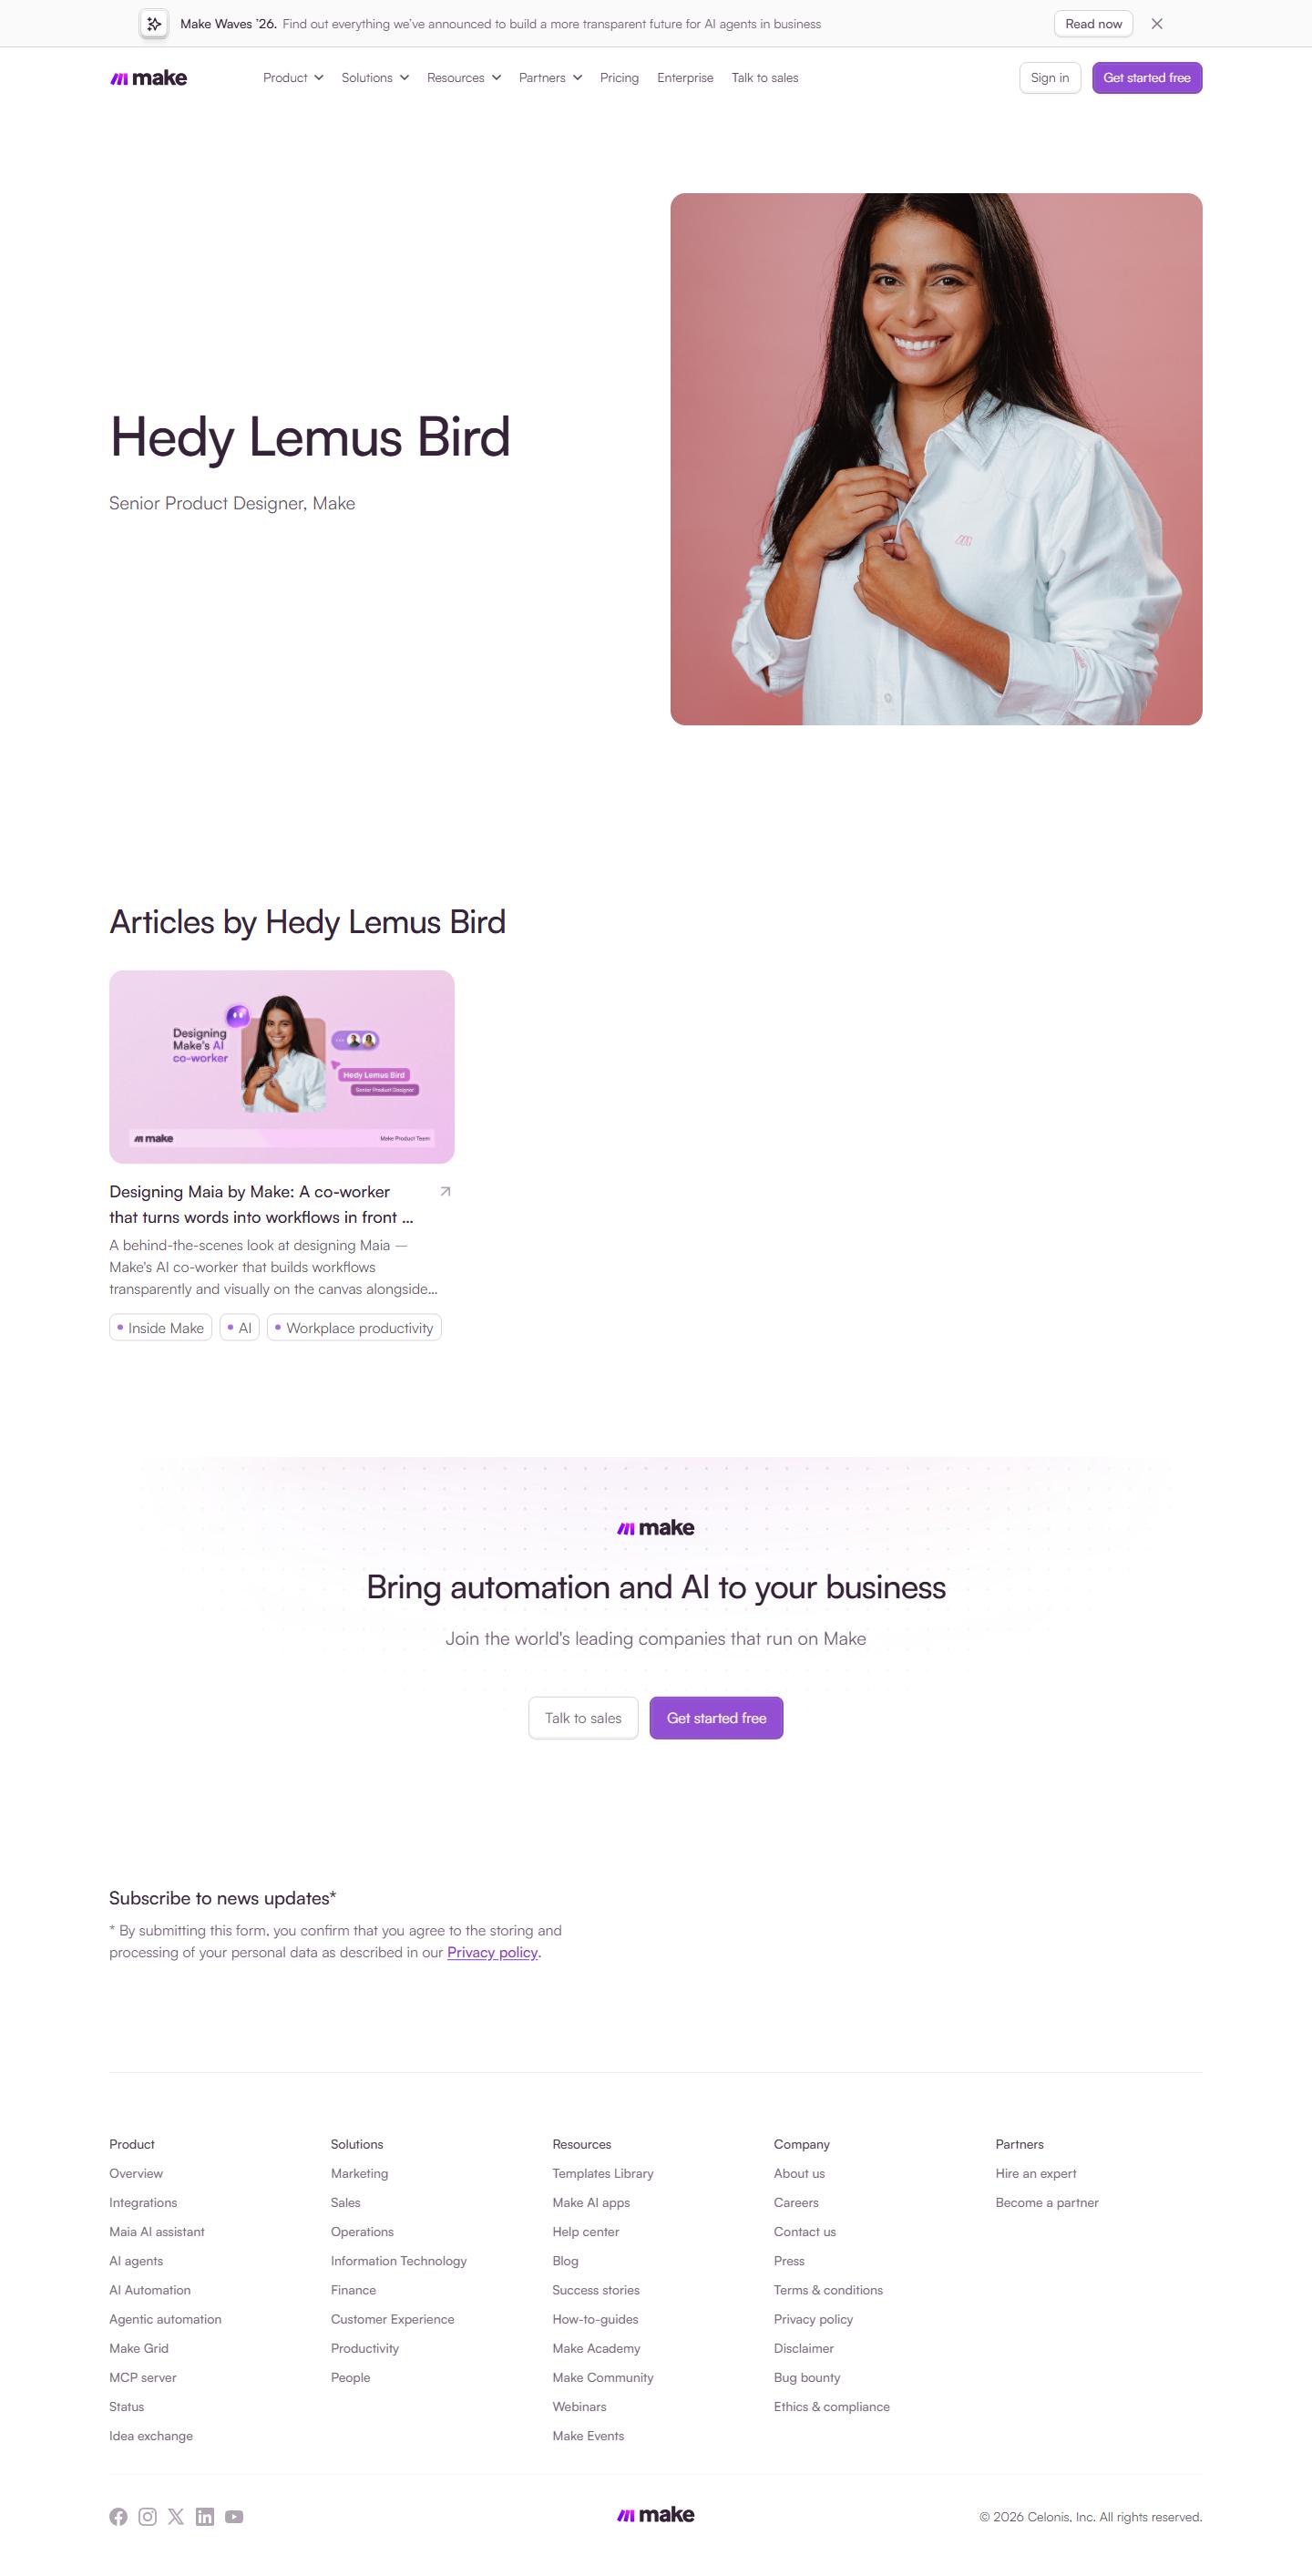 Make Waves '26. Find out everything we've announced to build a more transparent future for AI agents in business
Read now
make
Product
Solutions
Resources
Partners
Pricing
Enterprise
Talk to sales
Sign in
Get started free
Hedy Lemus Bird
Senior Product Designer, Make
Articles by Hedy Lemus Bird
Designing
Make's AI
co-worker
Hedy Lemus Bird
Senior Product Designer
make
Make Product Team
Designing Maia by Make: A co-worker
that turns words into workflows in front ...
A behind-the-scenes look at designing Maia —
Make's AI co-worker that builds workflows
transparently and visually on the canvas alongside...
Inside Make
AI
Workplace productivity
make
Bring automation and AI to your business
Join the world's leading companies that run on Make
Talk to sales
Get started free
Subscribe to news updates*
* By submitting this form, you confirm that you agree to the storing and
processing of your personal data as described in our Privacy policy.
Product
Overview
Integrations
Maia AI assistant
AI agents
AI Automation
Agentic automation
Make Grid
MCP server
Status
Idea exchange
Solutions
Marketing
Sales
Operations
Information Technology
Finance
Customer Experience
Productivity
People
Resources
Templates Library
Make AI apps
Help center
Blog
Success stories
How-to-guides
Make Academy
Make Community
Webinars
Make Events
Company
About us
Careers
Contact us
Press
Terms & conditions
Privacy policy
Disclaimer
Bug bounty
Ethics & compliance
Partners
Hire an expert
Become a partner
make
© 2026 Celonis, Inc. All rights reserved.